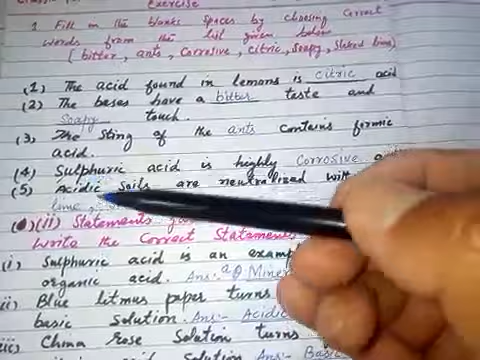 Exercise
1. Fill in the blanks spaces by choosing correct
words from the list given below
(bitter, ants, Corrosive, citric, Soapy, Slaked lime)
(1) The acid found in lemons is citric acid
(2) The bases have a bitter taste and
Soapy touch.
(3) The Sting of the ants contains formic
acid.
(4) Sulphuric acid is highly Corrosive
(5) Acidic Soils are neutralized with
lime
(ii) Statements
Write the Correct Statements
(i) Sulphuric acid is an
organic acid. Ans:
ii) Blue litmus paper turns
basic Solution. Ans:- Acidic
iii) China rose Solution turns
Solution Ans:- Basic